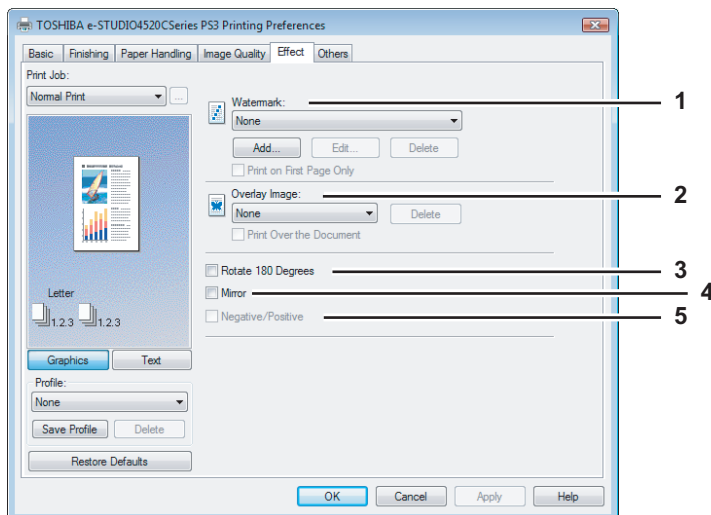 TOSHIBA e-STUDIO4520CSeries PS3 Printing Preferences
Basic Finishing Paper Handling Image Quality Effect Others
Print Job:
Normal Print ...
Watermark: 1
None
Add... Edit... Delete
Print on First Page Only
Overlay Image: 2
None Delete
Print Over the Document
Rotate 180 Degrees 3
Mirror 4
Negative/Positive 5
Letter
1.2.3 1.2.3
Graphics Text
Profile:
None
Save Profile Delete
Restore Defaults
OK Cancel Apply Help